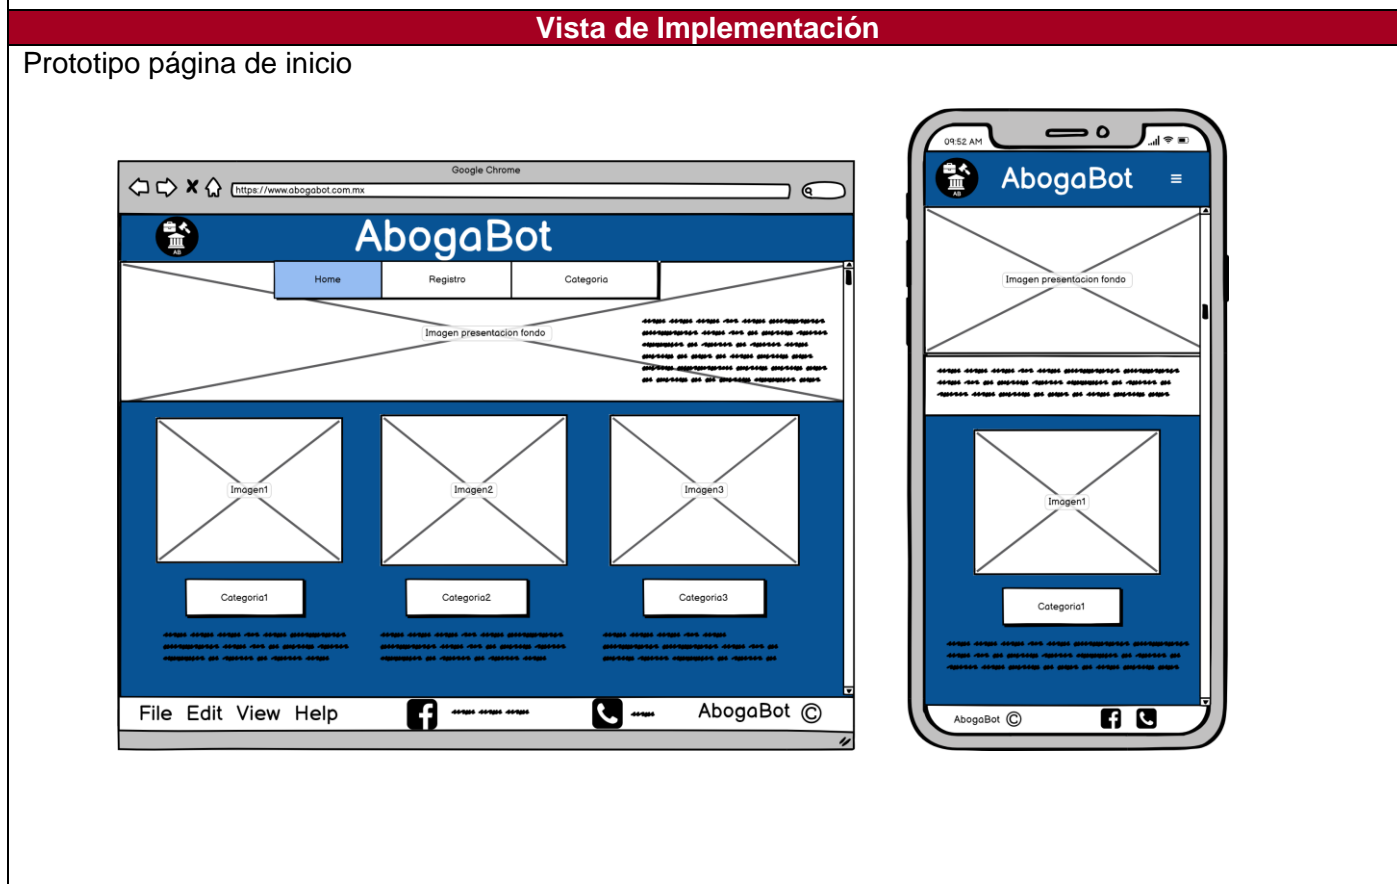 Vista de Implementación
Prototipo página de inicio
Google Chrome
https://www.abogabot.com.mx
AB
AbogaBot
Home
Registro
Categoria
Imagen presentacion fondo
Imagen1
Imagen2
Imagen3
Categoria1
Categoria2
Categoria3
File Edit View Help
AbogaBot ©
09:52 AM
AB
AbogaBot
Imagen presentacion fondo
Imagen1
Categoria1
AbogaBot ©